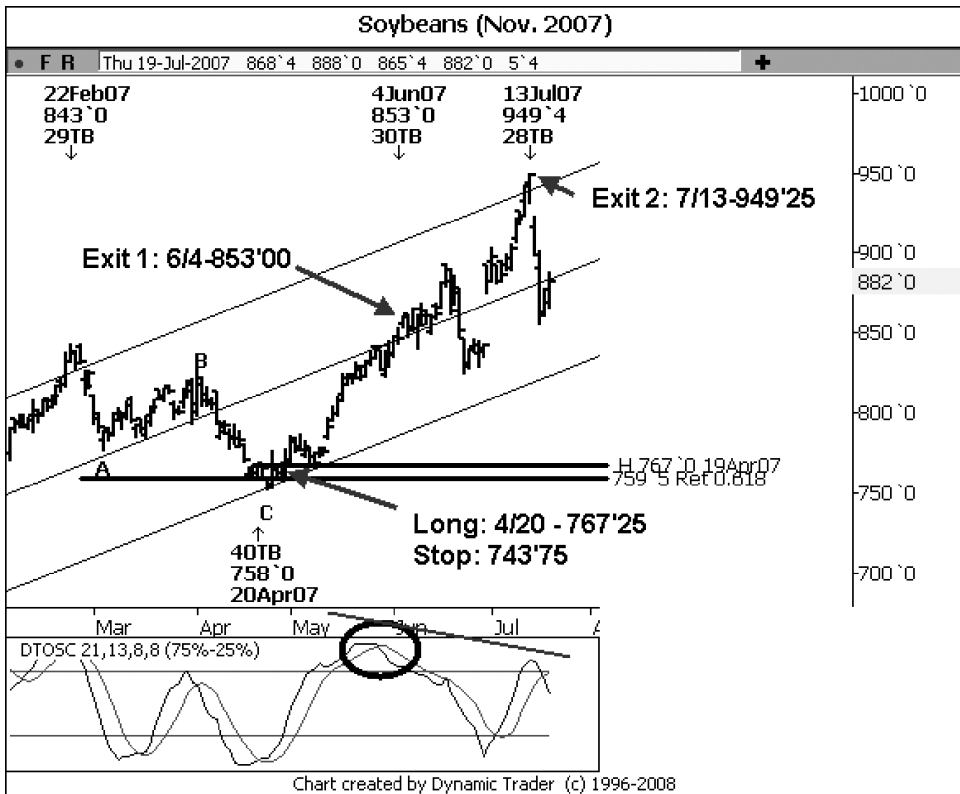 Soybeans (Nov. 2007)
F R Thu 19-Jul-2007 868`4 888`0 865`4 882`0 5`4
22Feb07
843`0
29TB
4Jun07
853`0
30TB
13Jul07
949`4
28TB
1000`0
950`0
900`0
882`0
850`0
800`0
750`0
700`0
Exit 2: 7/13-949'25
Exit 1: 6/4-853'00
B
A
C
H 767`0 19Apr07
759`5 Ret 0.618
Long: 4/20 - 767'25
Stop: 743'75
40TB
758`0
20Apr07
Mar Apr May Jun Jul A
DTOSC 21,13,8,8 (75%-25%)
Chart created by Dynamic Trader (c) 1996-2008